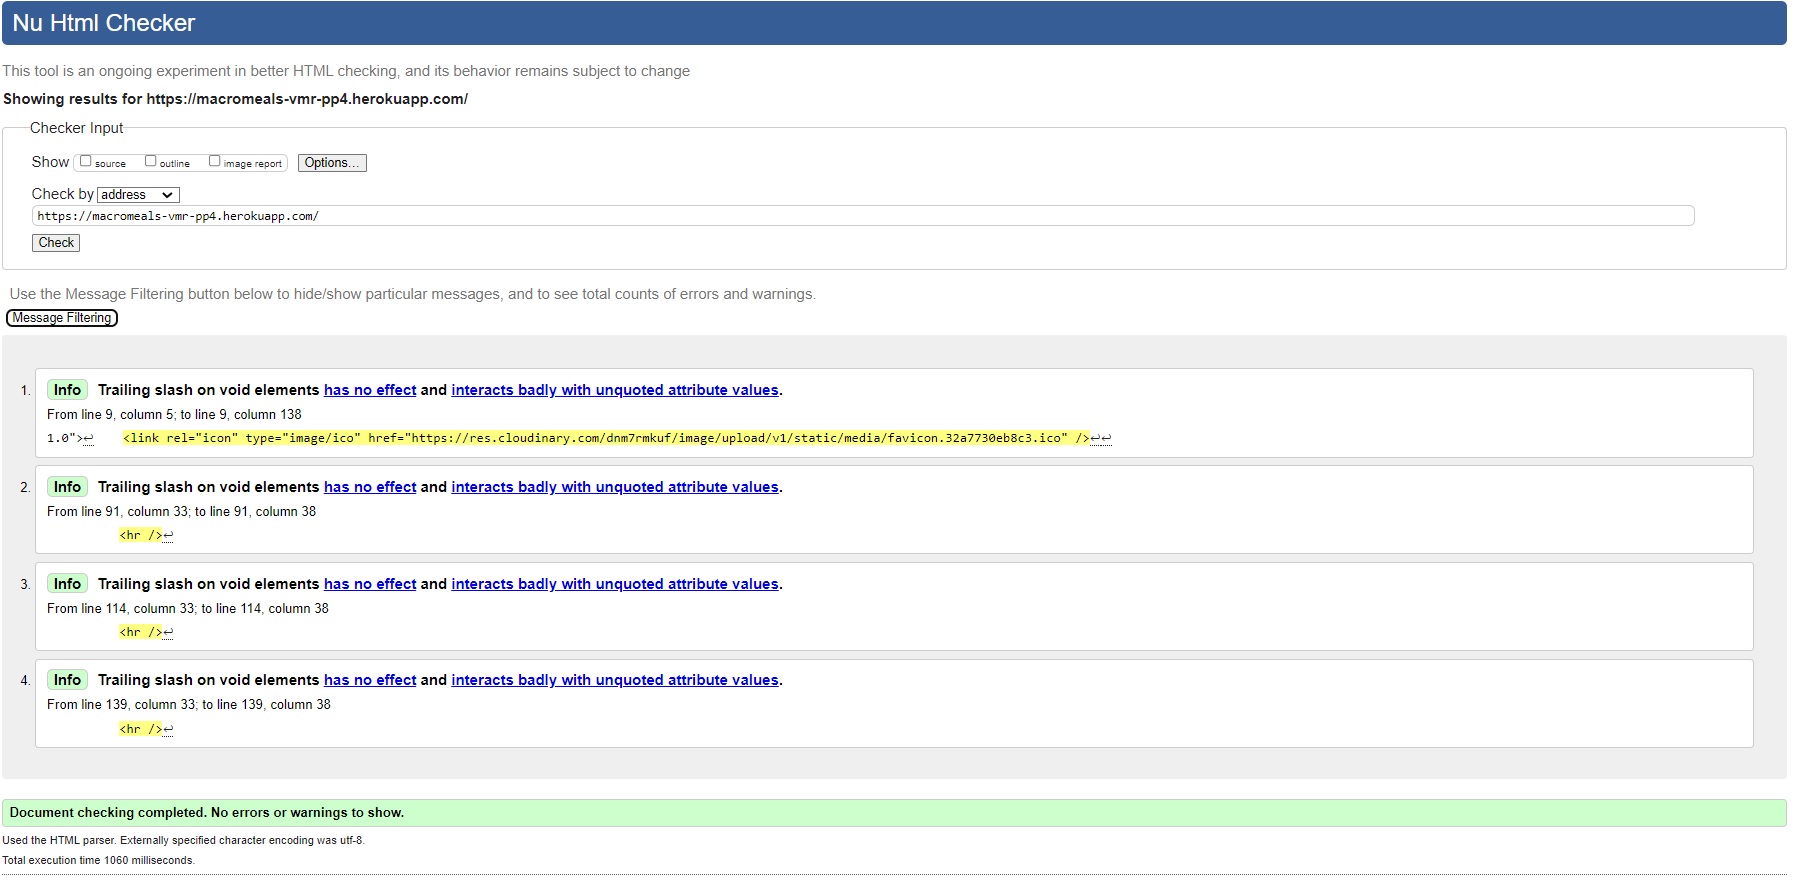 Nu Html Checker
This tool is an ongoing experiment in better HTML checking, and its behavior remains subject to change
Showing results for https://macromeals-vmr-pp4.herokuapp.com/
Checker Input
Show source outline image report Options...
Check by address
https://macromeals-vmr-pp4.herokuapp.com/
Check
Use the Message Filtering button below to hide/show particular messages, and to see total counts of errors and warnings.
Message Filtering
1. Info Trailing slash on void elements has no effect and interacts badly with unquoted attribute values.
From line 9, column 5; to line 9, column 138
1.0">↩ <link rel="icon" type="image/ico" href="https://res.cloudinary.com/dnm7rmkuf/image/upload/v1/static/media/favicon.32a7730eb8c3.ico" />↩↩
2. Info Trailing slash on void elements has no effect and interacts badly with unquoted attribute values.
From line 91, column 33; to line 91, column 38
<hr />↩
3. Info Trailing slash on void elements has no effect and interacts badly with unquoted attribute values.
From line 114, column 33; to line 114, column 38
<hr />↩
4. Info Trailing slash on void elements has no effect and interacts badly with unquoted attribute values.
From line 139, column 33; to line 139, column 38
<hr />↩
Document checking completed. No errors or warnings to show.
Used the HTML parser. Externally specified character encoding was utf-8.
Total execution time 1060 milliseconds.